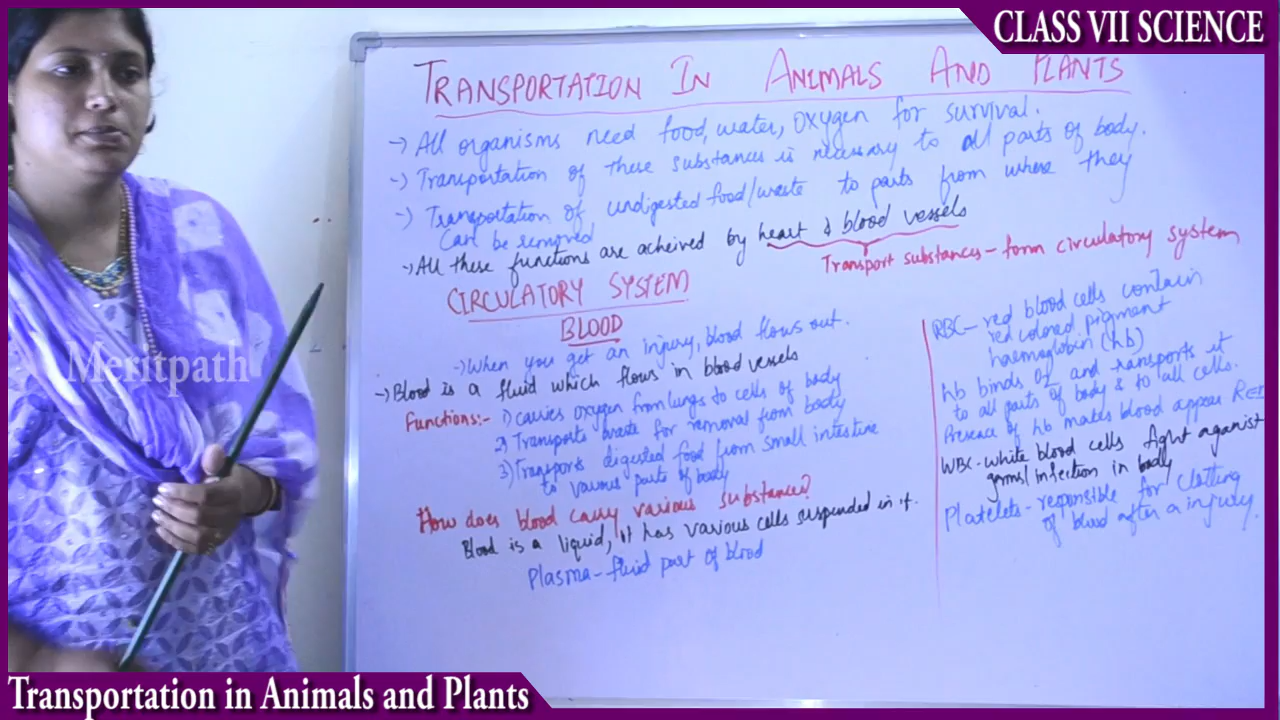 CLASS VII SCIENCE
TRANSPORTATION IN ANIMALS AND PLANTS
-> All organisms need food, water, oxygen for survival.
-> Transportation of these substances is necessary to all parts of body.
-> Transportation of undigested food/waste to parts from where they
can be removed
-> All these functions are acheived by heart & blood vessels
Transport substances - form circulatory system
CIRCULATORY SYSTEM
BLOOD
-> When you get an injury, blood flows out.
-> Blood is a fluid which flows in blood vessels
Functions:- 1) carries oxygen from lungs to cells of body
2) Transports waste for removal from body
3) Transports digested food from small intestine
to various parts of body
How does blood carry various substances?
Blood is a liquid, it has various cells suspended in it.
Plasma - fluid part of blood
RBC - red blood cells contain
red colored pigment
haemoglobin (hb)
hb binds O2 and transports it
to all parts of body & to all cells.
Presence of hb makes blood appear RED
WBC - white blood cells fight aganist
germs/infection in body
Platelets - responsible for clotting
of blood after a injury.
Meritpath
Transportation in Animals and Plants